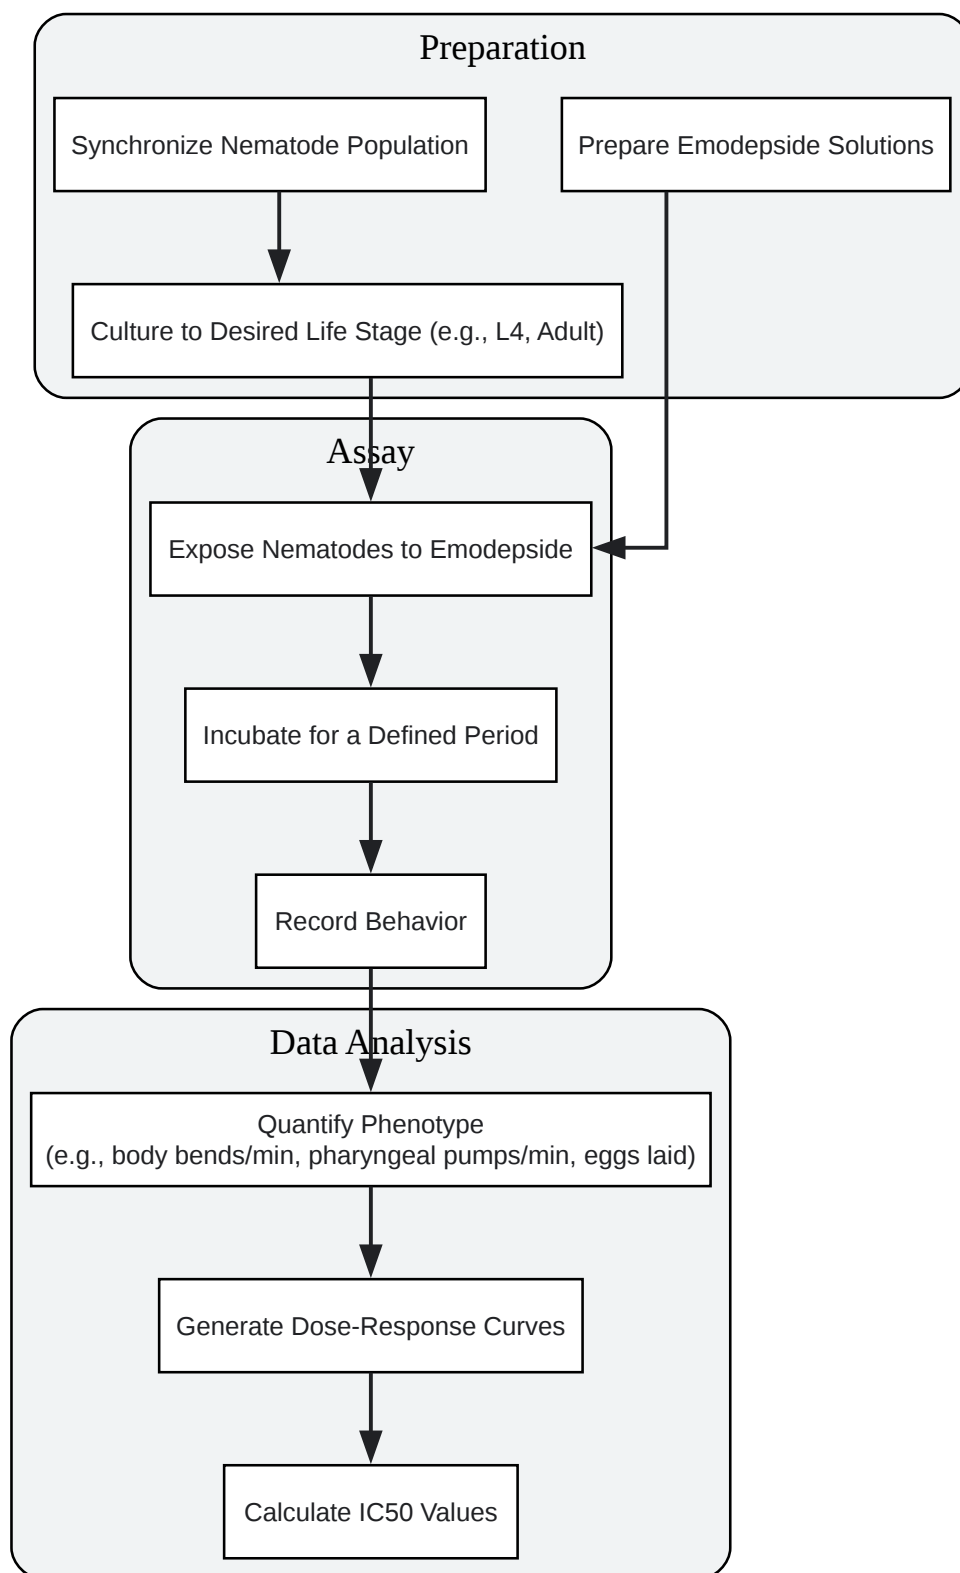 Preparation
Synchronize Nematode Population
Prepare Emodepside Solutions
Culture to Desired Life Stage (e.g., L4, Adult)
Assay
Expose Nematodes to Emodepside
Incubate for a Defined Period
Record Behavior
Data Analysis
Quantify Phenotype
(e.g., body bends/min, pharyngeal pumps/min, eggs laid)
Generate Dose-Response Curves
Calculate IC50 Values